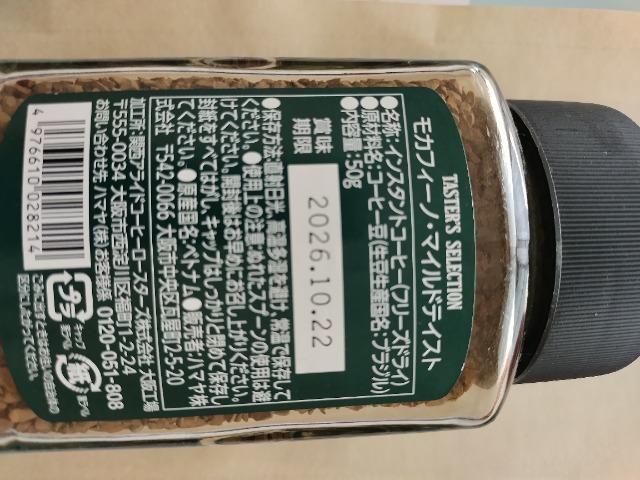 TASTER'S SELECTION
モカフィーノ・マイルドテイスト
●名称:インスタントコーヒー(フリーズドライ)
●原材料名:コーヒー豆(生豆生産国名:ブラジル)
●内容量:50g
賞味期限
2026.10.22
●保存方法:直射日光、高温多湿を避け、常温で保存して
ください。●使用上の注意:ぬれたスプーンの使用は避
けてください。開封後はお早めにお召し上がりください。
封紙をすべてはがし、キャップはしっかりと閉めて保存し
てください。●原産国名:ベトナム●販売者:ハマヤ株
式会社 〒542-0066 大阪市中央区瓦屋町2-5-20
加工所:関西アライドコーヒーロースターズ株式会社 大阪工場
〒555-0034 大阪市西淀川区福町1-2-24
お問い合わせ先 ハマヤ(株)お客様係 0120-051-808
4 976610 028214
プラ
キャップ
紙
ラベル